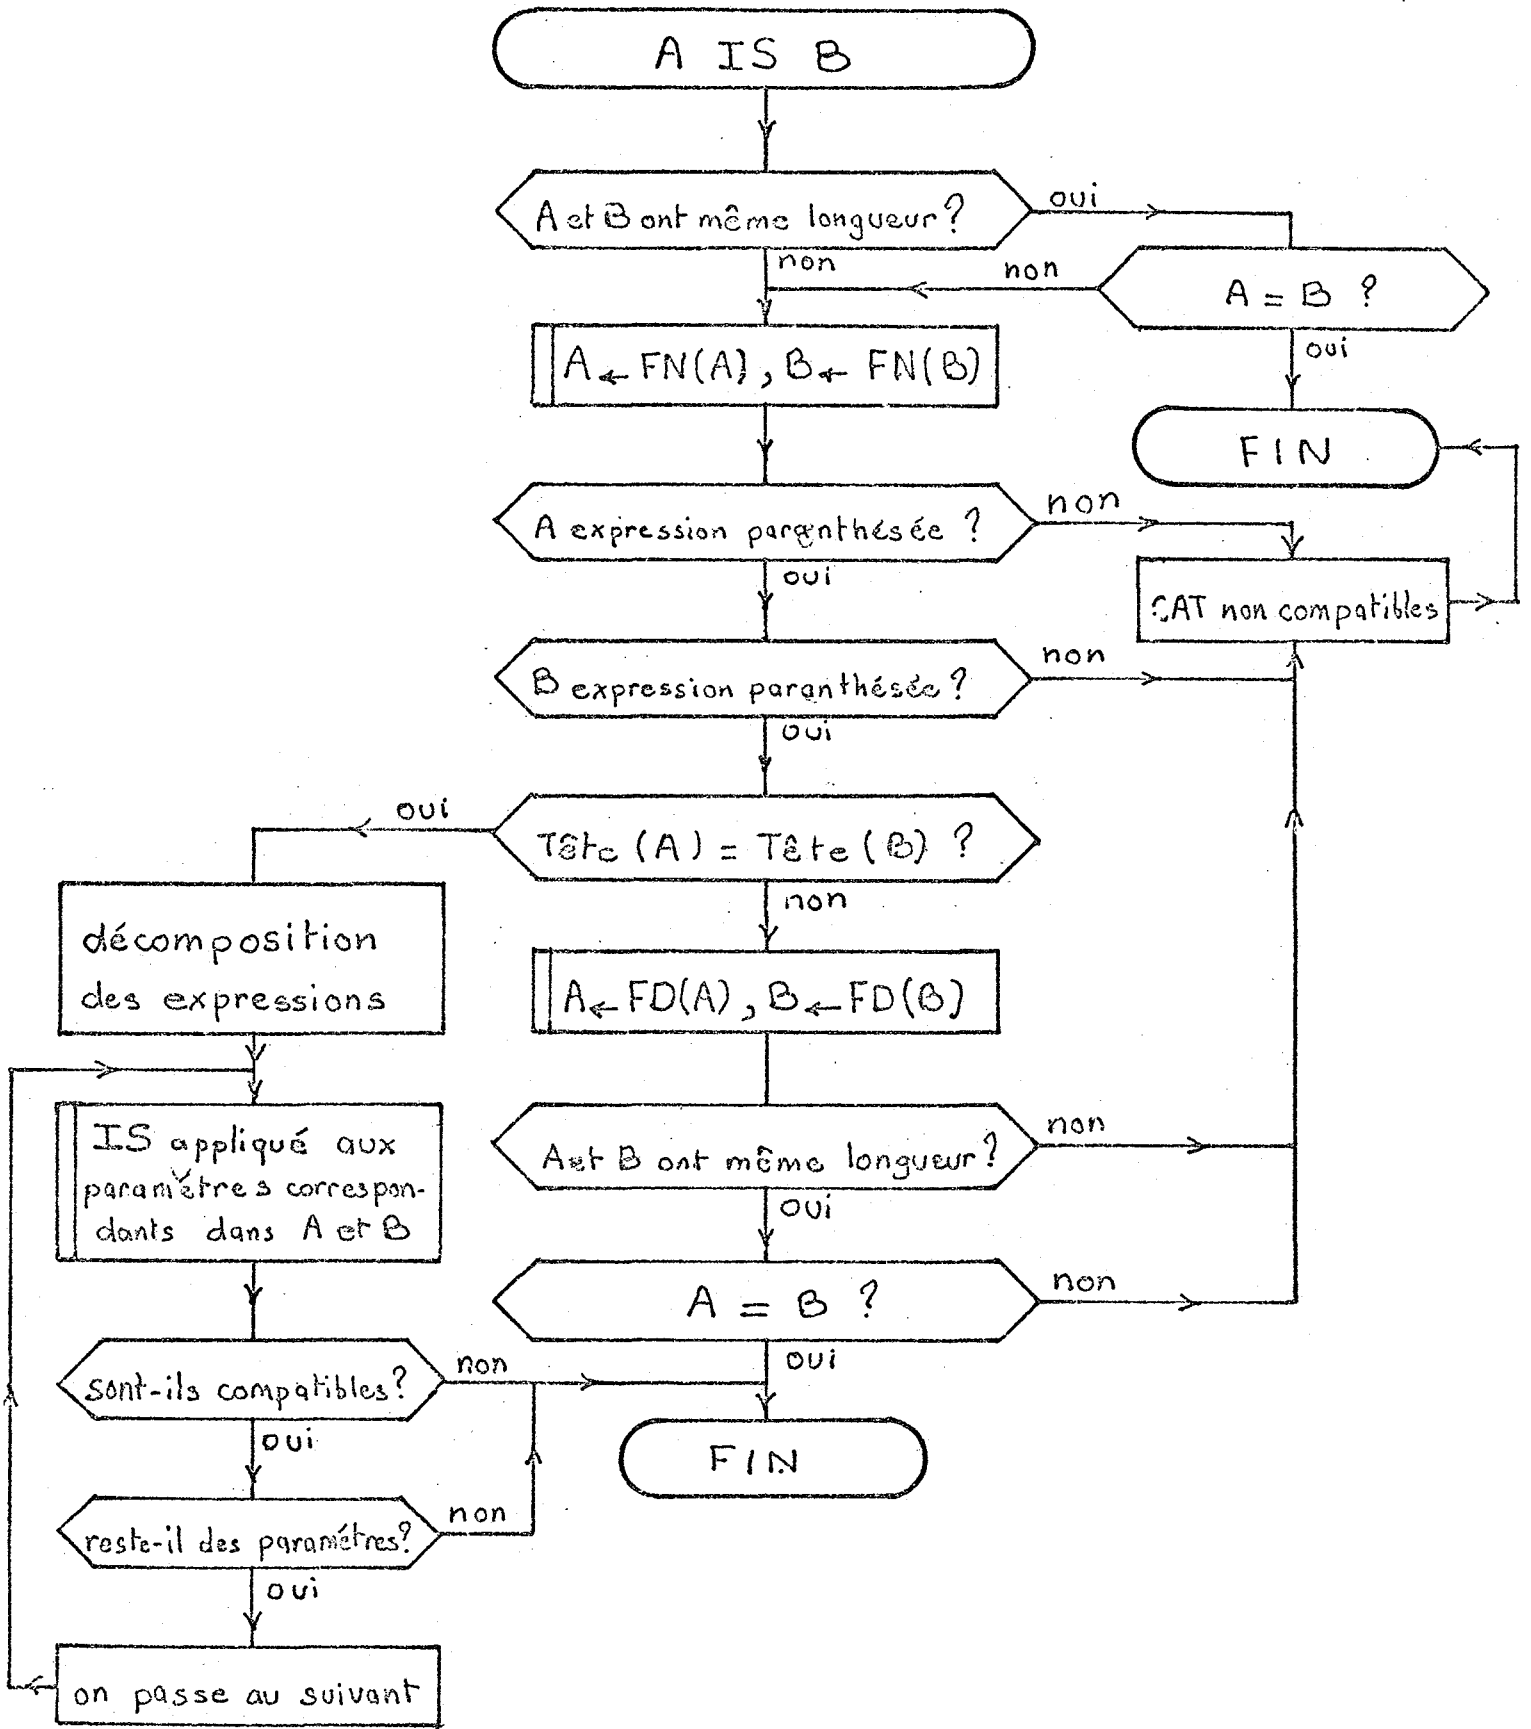 A IS B
A et B ont même longueur ?
oui
non
non
A = B ?
oui
A ← FN(A), B ← FN(B)
FIN
A expression paranthésée ?
non
oui
CAT non compatibles
B expression paranthésée ?
non
oui
oui
Tête (A) = Tête (B) ?
non
décomposition
des expressions
A ← FD(A), B ← FD(B)
IS appliqué aux
paramètres correspon-
dants dans A et B
A et B ont même longueur ?
non
oui
A = B ?
non
oui
sont-ils compatibles ?
non
oui
FIN
reste-il des paramétres ?
non
oui
on passe au suivant